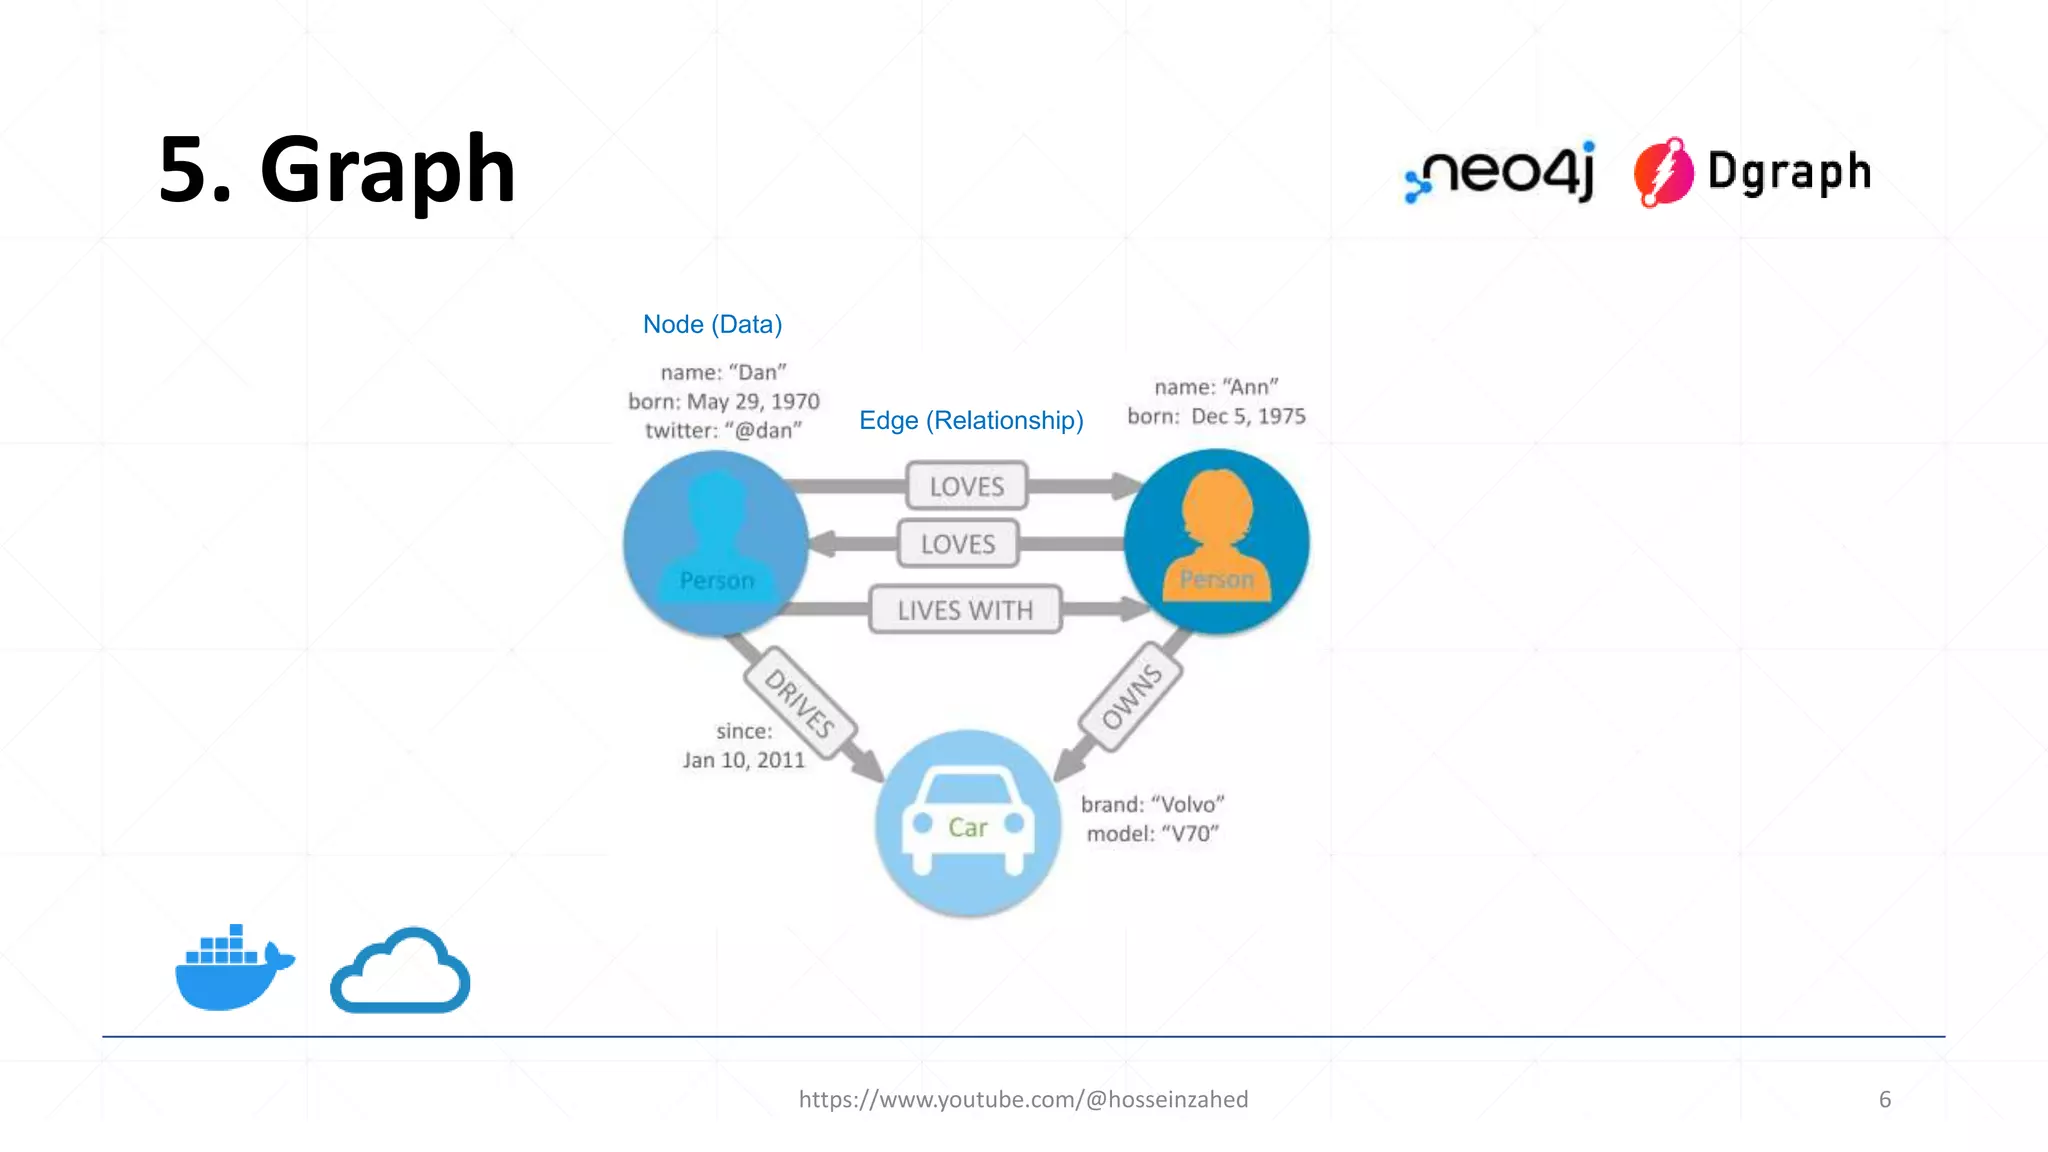 5. Graph
neo4j
Dgraph
Node (Data)
name: “Dan”
born: May 29, 1970
twitter: “@dan”
Edge (Relationship)
name: “Ann”
born: Dec 5, 1975
LOVES
LOVES
LIVES WITH
Person
Person
DRIVES
OWNS
since:
Jan 10, 2011
Car
brand: “Volvo”
model: “V70”
https://www.youtube.com/@hosseinzahed
6